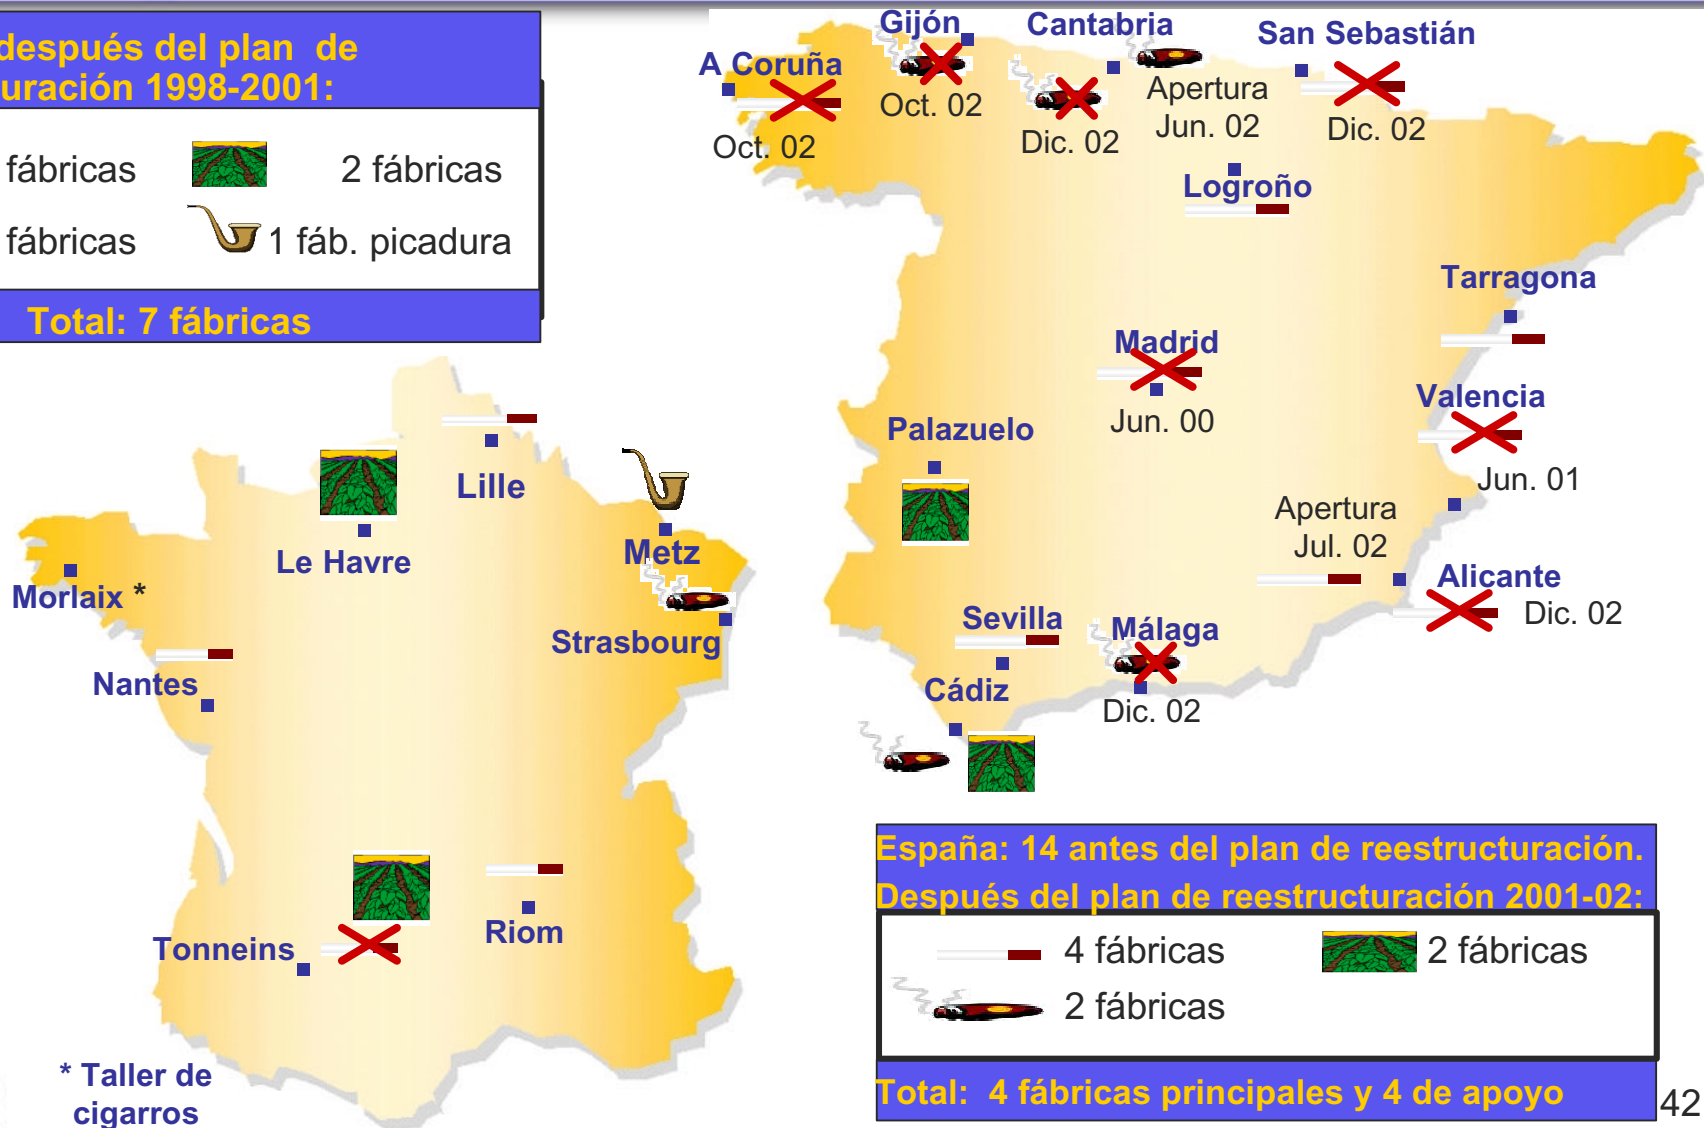 después del plan de
uración 1998-2001:
fábricas 2 fábricas
fábricas 1 fáb. picadura
Total: 7 fábricas
Gijón
Cantabria
San Sebastián
A Coruña
Apertura
Jun. 02
Oct. 02
Oct. 02
Dic. 02
Dic. 02
Logroño
Tarragona
Madrid
Jun. 00
Valencia
Jun. 01
Palazuelo
Apertura
Jul. 02
Alicante
Dic. 02
Sevilla
Málaga
Dic. 02
Cádiz
Lille
Le Havre
Metz
Morlaix *
Strasbourg
Nantes
Riom
Tonneins
* Taller de
cigarros
España: 14 antes del plan de reestructuración.
Después del plan de reestructuración 2001-02:
4 fábricas 2 fábricas
2 fábricas
Total: 4 fábricas principales y 4 de apoyo
42